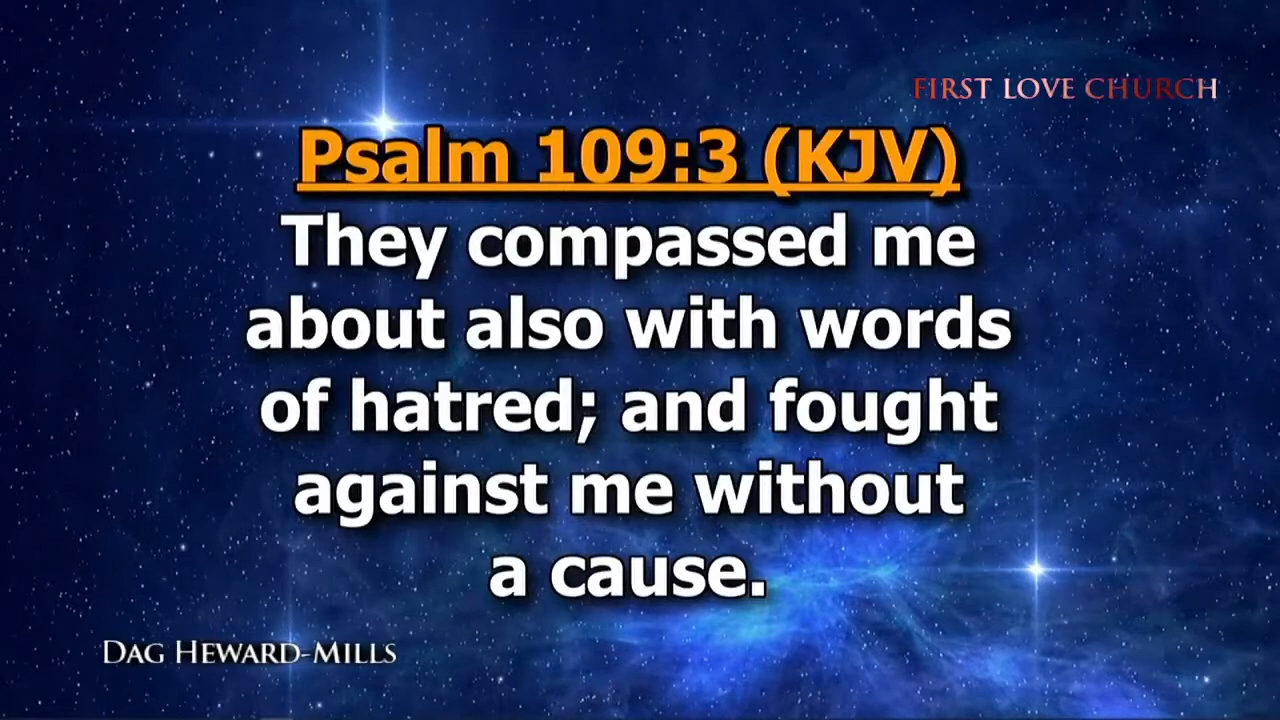 FIRST LOVE CHURCH
Psalm 109:3 (KJV)
They compassed me
about also with words
of hatred; and fought
against me without
a cause.
DAG HEWARD-MILLS